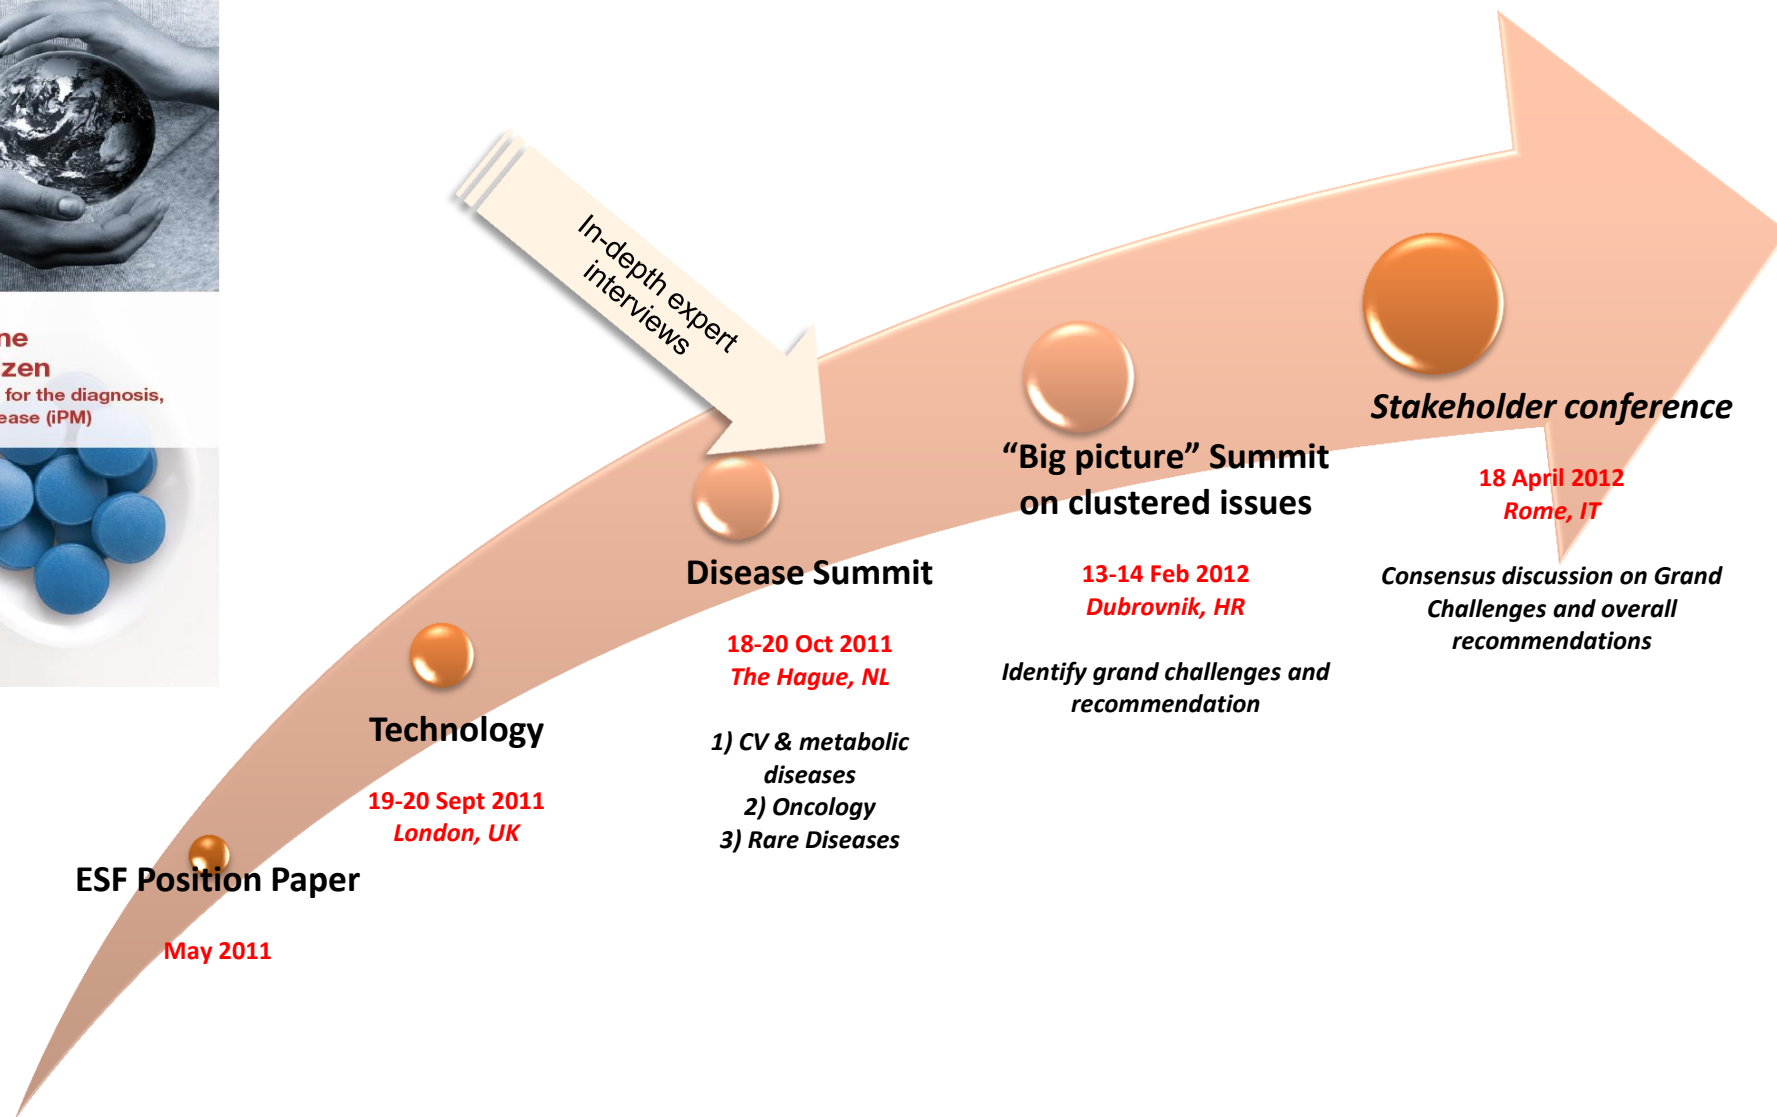 for the diagnosis,
(iPM)
In-depth expert
interviews
Stakeholder conference
18 April 2012
Rome, IT
Consensus discussion on Grand
Challenges and overall
recommendations
“Big picture” Summit
on clustered issues
13-14 Feb 2012
Dubrovnik, HR
Identify grand challenges and
recommendation
Disease Summit
18-20 Oct 2011
The Hague, NL
1) CV & metabolic
diseases
2) Oncology
3) Rare Diseases
Technology
19-20 Sept 2011
London, UK
ESF Position Paper
May 2011